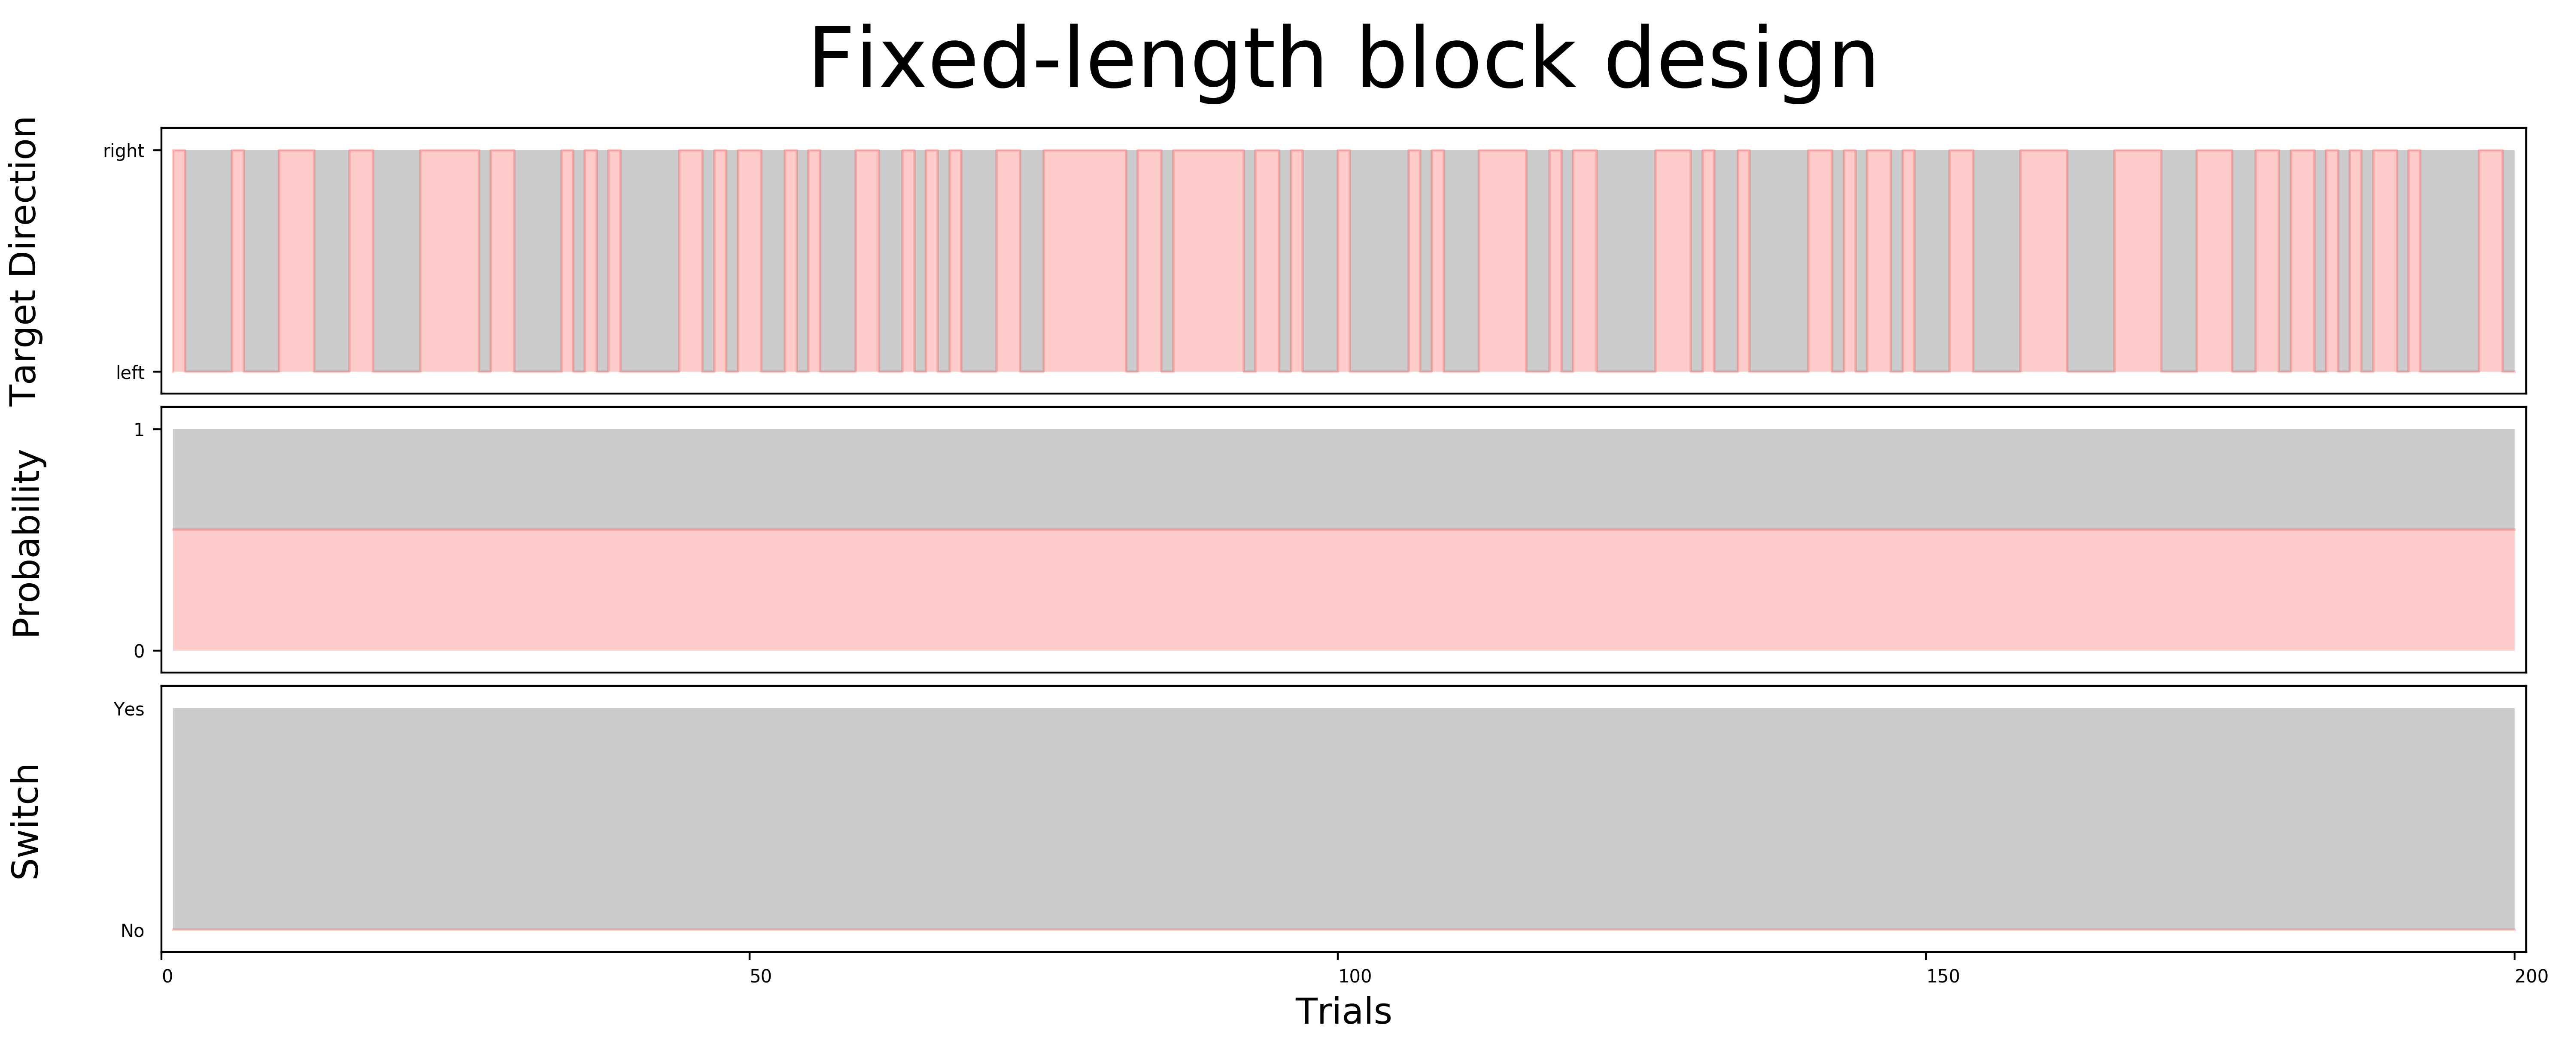 Fixed-length block design
Target Direction
right
left
Probability
1
0
Switch
Yes
No
0 50 100 150 200
Trials